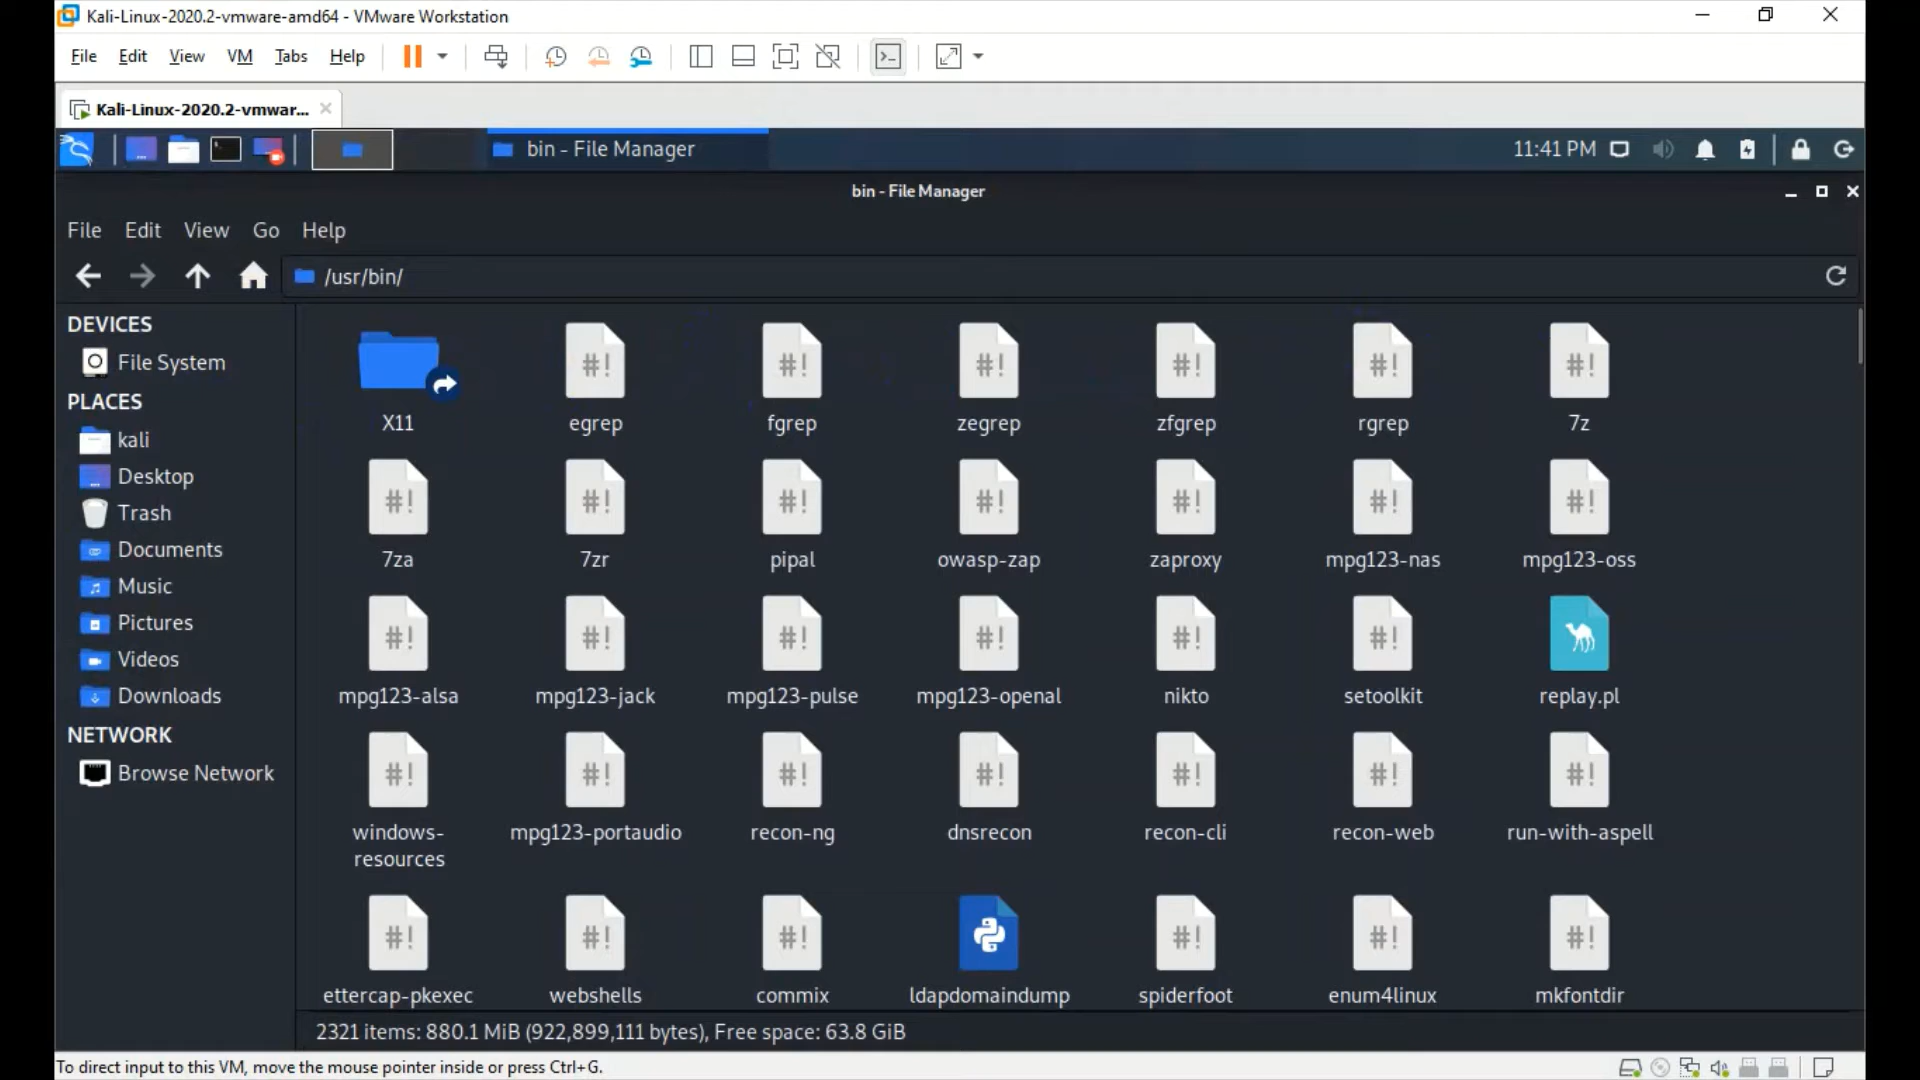 Kali-Linux-2020.2-vmware-amd64 - VMware Workstation
File Edit View VM Tabs Help
Kali-Linux-2020.2-vmwar...
bin - File Manager 11:41 PM
bin - File Manager
File Edit View Go Help
/usr/bin/
DEVICES
File System
PLACES
kali
Desktop
Trash
Documents
Music
Pictures
Videos
Downloads
NETWORK
Browse Network
X11 egrep fgrep zegrep zfgrep rgrep 7z
7za 7zr pipal owasp-zap zaproxy mpg123-nas mpg123-oss
mpg123-alsa mpg123-jack mpg123-pulse mpg123-openal nikto setoolkit replay.pl
windows-resources mpg123-portaudio recon-ng dnsrecon recon-cli recon-web run-with-aspell
ettercap-pkexec webshells commix ldapdomaindump spiderfoot enum4linux mkfontdir
2321 items: 880.1 MiB (922,899,111 bytes), Free space: 63.8 GiB
To direct input to this VM, move the mouse pointer inside or press Ctrl+G.